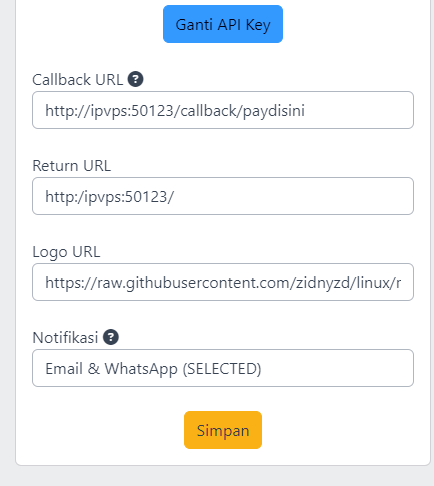 Ganti API Key
Callback URL
http://ipvps:50123/callback/paydisini
Return URL
http:/ipvps:50123/
Logo URL
https://raw.githubusercontent.com/zidnyzd/linux/r
Notifikasi
Email & WhatsApp (SELECTED)
Simpan